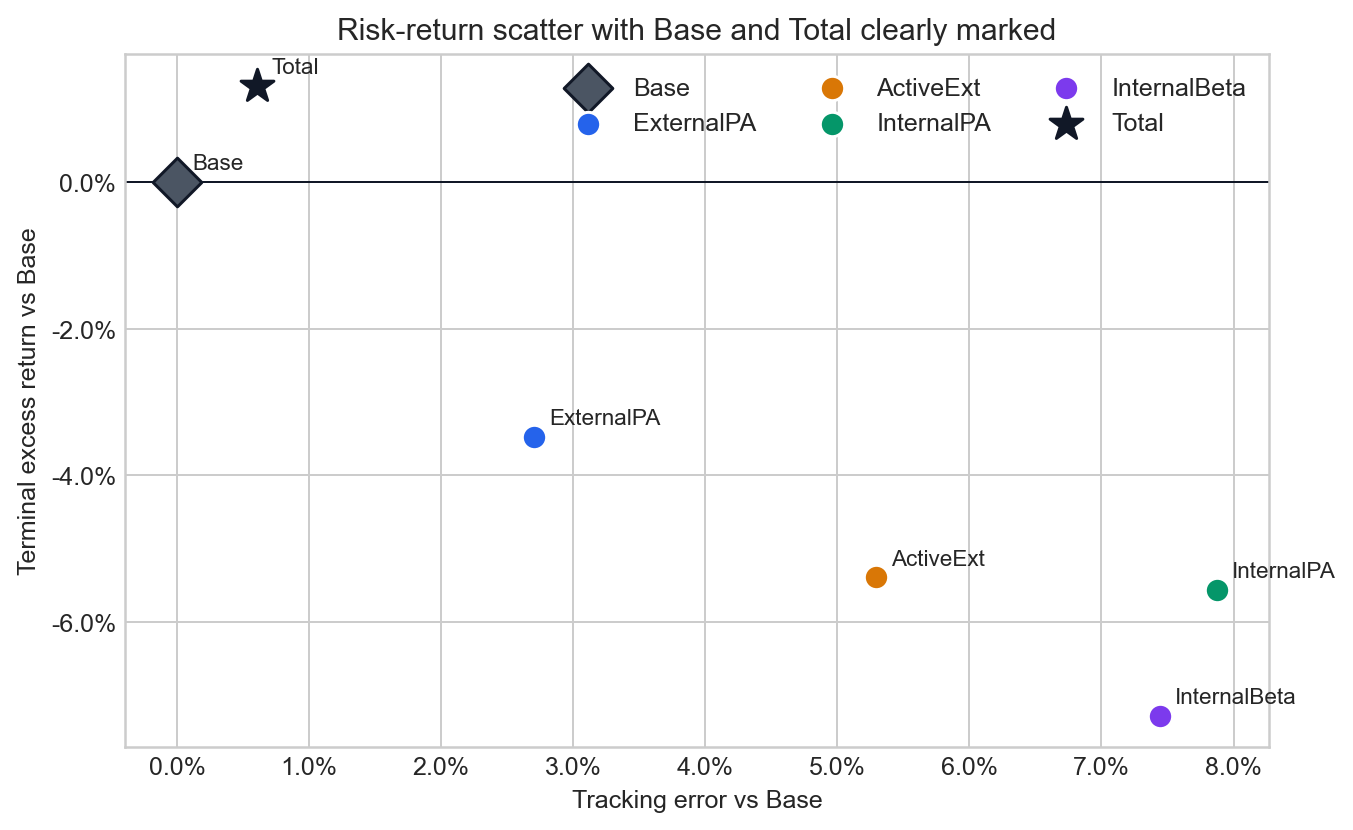 Risk-return scatter with Base and Total clearly marked
Total
Base ActiveExt InternalBeta
ExternalPA InternalPA Total
Base
0.0%
-2.0%
-4.0%
-6.0%
Terminal excess return vs Base
ExternalPA
ActiveExt
InternalPA
InternalBeta
0.0% 1.0% 2.0% 3.0% 4.0% 5.0% 6.0% 7.0% 8.0%
Tracking error vs Base